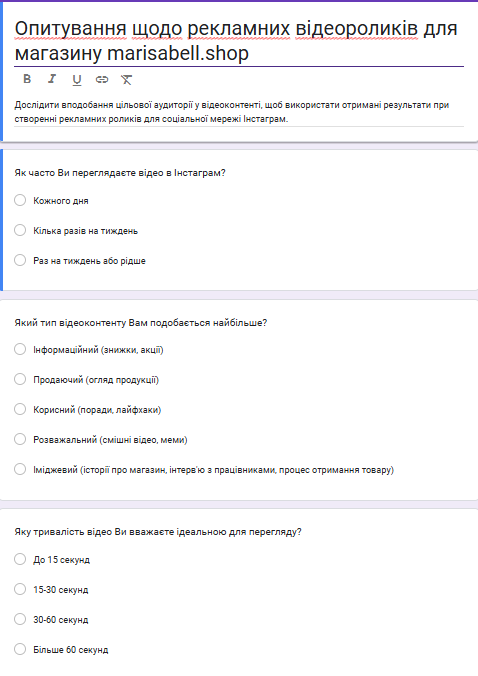 Опитування щодо рекламних відеороликів для
магазину marisabell.shop
B I U
Дослідити вподобання цільової аудиторії у відеоконтенті, щоб використати отримані результати при
створенні рекламних роликів для соціальної мережі Інстаграм.
Як часто Ви переглядаєте відео в Інстаграм?
Кожного дня
Кілька разів на тиждень
Раз на тиждень або рідше
Який тип відеоконтенту Вам подобається найбільше?
Інформаційний (знижки, акції)
Продаючий (огляд продукції)
Корисний (поради, лайфхаки)
Розважальний (смішні відео, меми)
Іміджевий (історії про магазин, інтерв'ю з працівниками, процес отримання товару)
Яку тривалість відео Ви вважаєте ідеальною для перегляду?
До 15 секунд
15-30 секунд
30-60 секунд
Більше 60 секунд